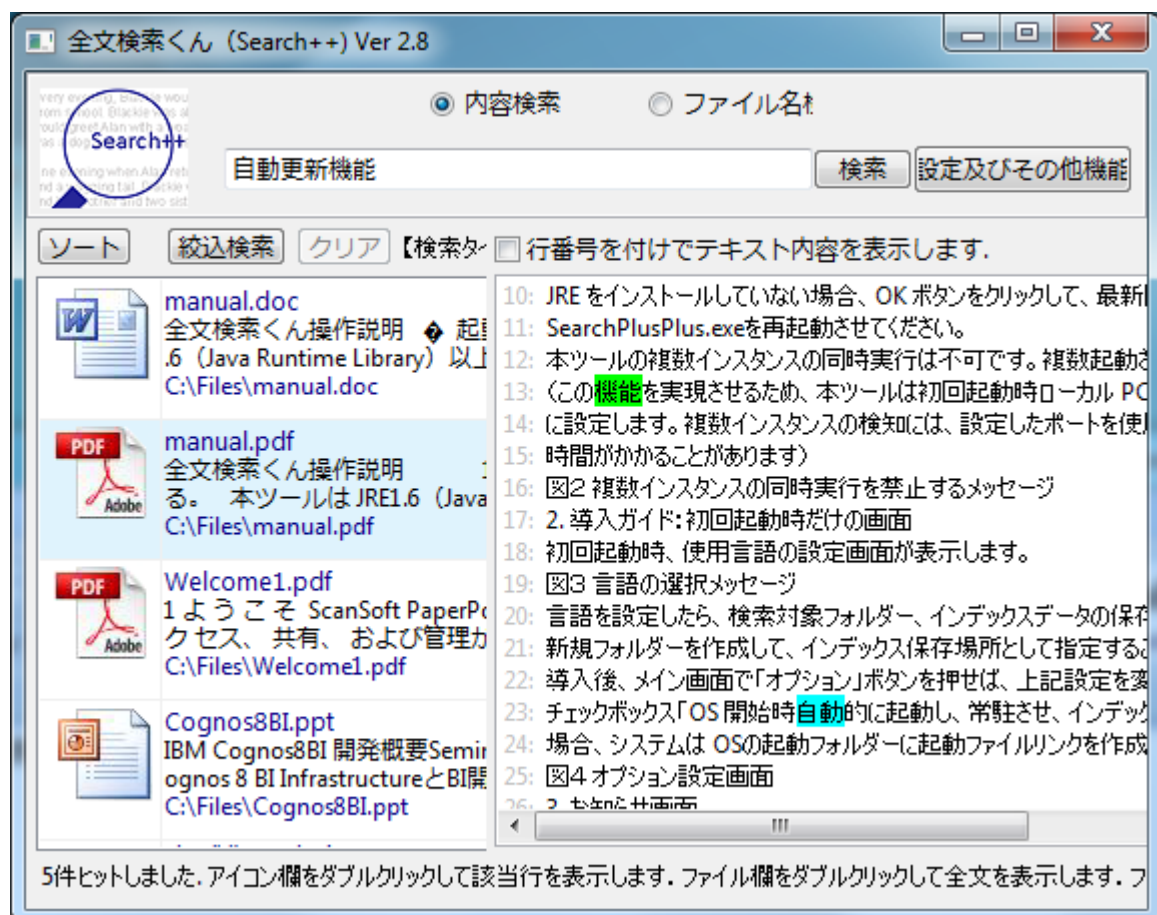 全文検索くん（Search++) Ver 2.8
Search++
内容検索
ファイル名
自動更新機能
検索
設定及びその他機能
ソート
絞込検索
クリア
【検索タ
行番号を付けでテキスト内容を表示します.
manual.doc
全文検索くん操作説明 � 起
.6（Java Runtime Library）以上
C:\Files\manual.doc
PDF
Adobe
manual.pdf
全文検索くん操作説明
る。 本ツールは JRE1.6（Java
C:\Files\manual.pdf
PDF
Adobe
Welcome1.pdf
1 よ う こ そ ScanSoft PaperP
ク セス、 共有、 および管理が
C:\Files\Welcome1.pdf
Cognos8BI.ppt
IBM Cognos8BI 開発概要Semi
ognos 8 BI InfrastructureとBI開
C:\Files\Cognos8BI.ppt
10: JRE をインストールしていない場合、OK ボタンをクリックして、最新
11: SearchPlusPlus.exeを再起動させてください。
12: 本ツールの複数インスタンスの同時実行は不可です。複数起動さ
13: （この機能を実現させるため、本ツールは初回起動時ローカル PC
14: に設定します。複数インスタンスの検知には、設定したポートを使
15: 時間がかかることがあります）
16: 図2 複数インスタンスの同時実行を禁止するメッセージ
17: 2. 導入ガイド：初回起動時だけの画面
18: 初回起動時、使用言語の設定画面が表示します。
19: 図3 言語の選択メッセージ
20: 言語を設定したら、検索対象フォルダー、インデックスデータの保存
21: 新規フォルダーを作成して、インデックス保存場所として指定するこ
22: 導入後、メイン画面で「オプション」ボタンを押せば、上記設定を変
23: チェックボックス「OS 開始時自動的に起動し、常駐させ、インデック
24: 場合、システムは OSの起動フォルダーに起動ファイルリンクを作成
25: 図4 オプション設定画面
26: 3. お知らせ画面
5件ヒットしました. アイコン欄をダブルクリックして該当行を表示します. ファイル欄をダブルクリックして全文を表示します. フ